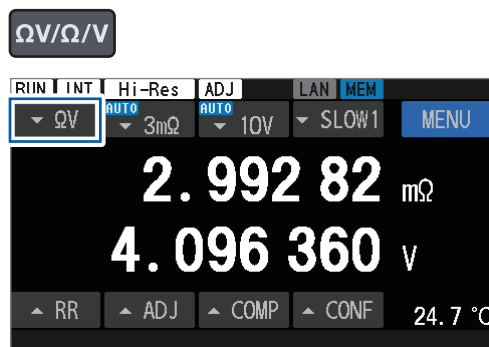 ΩV/Ω/V
RUN INT Hi-Res ADJ LAN MEM
ΩV AUTO 3mΩ AUTO 10V SLOW1 MENU
2.992 82 mΩ
4.096 360 V
RR ADJ COMP CONF 24.7 °C